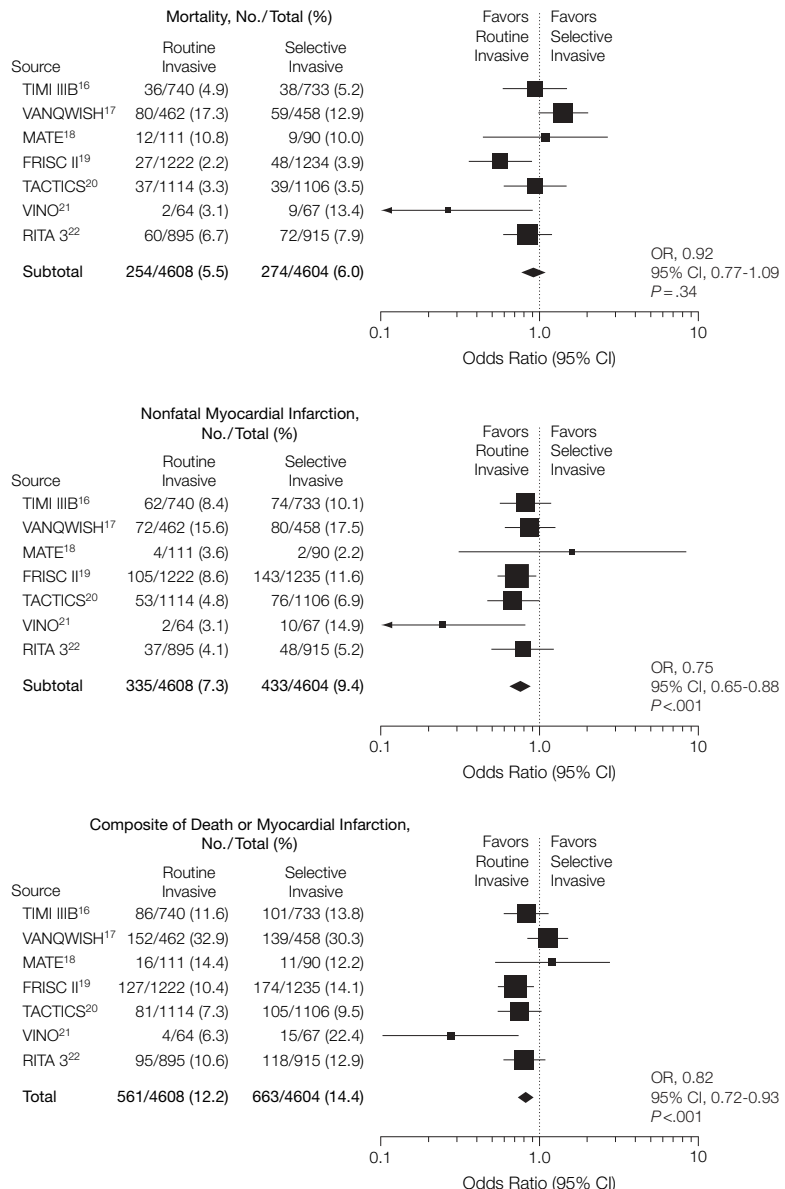 Mortality, No./Total (%)
Source Routine Invasive Selective Invasive Favors Routine Invasive Favors Selective Invasive
TIMI IIIB16 36/740 (4.9) 38/733 (5.2)
VANQWISH17 80/462 (17.3) 59/458 (12.9)
MATE18 12/111 (10.8) 9/90 (10.0)
FRISC II19 27/1222 (2.2) 48/1234 (3.9)
TACTICS20 37/1114 (3.3) 39/1106 (3.5)
VINO21 2/64 (3.1) 9/67 (13.4)
RITA 322 60/895 (6.7) 72/915 (7.9)
Subtotal 254/4608 (5.5) 274/4604 (6.0)
OR, 0.92
95% CI, 0.77-1.09
P=.34
0.1 1.0 10
Odds Ratio (95% CI)
Nonfatal Myocardial Infarction,
No./Total (%)
Source Routine Invasive Selective Invasive Favors Routine Invasive Favors Selective Invasive
TIMI IIIB16 62/740 (8.4) 74/733 (10.1)
VANQWISH17 72/462 (15.6) 80/458 (17.5)
MATE18 4/111 (3.6) 2/90 (2.2)
FRISC II19 105/1222 (8.6) 143/1235 (11.6)
TACTICS20 53/1114 (4.8) 76/1106 (6.9)
VINO21 2/64 (3.1) 10/67 (14.9)
RITA 322 37/895 (4.1) 48/915 (5.2)
Subtotal 335/4608 (7.3) 433/4604 (9.4)
OR, 0.75
95% CI, 0.65-0.88
P<.001
0.1 1.0 10
Odds Ratio (95% CI)
Composite of Death or Myocardial Infarction,
No./Total (%)
Source Routine Invasive Selective Invasive Favors Routine Invasive Favors Selective Invasive
TIMI IIIB16 86/740 (11.6) 101/733 (13.8)
VANQWISH17 152/462 (32.9) 139/458 (30.3)
MATE18 16/111 (14.4) 11/90 (12.2)
FRISC II19 127/1222 (10.4) 174/1235 (14.1)
TACTICS20 81/1114 (7.3) 105/1106 (9.5)
VINO21 4/64 (6.3) 15/67 (22.4)
RITA 322 95/895 (10.6) 118/915 (12.9)
Total 561/4608 (12.2) 663/4604 (14.4)
OR, 0.82
95% CI, 0.72-0.93
P<.001
0.1 1.0 10
Odds Ratio (95% CI)